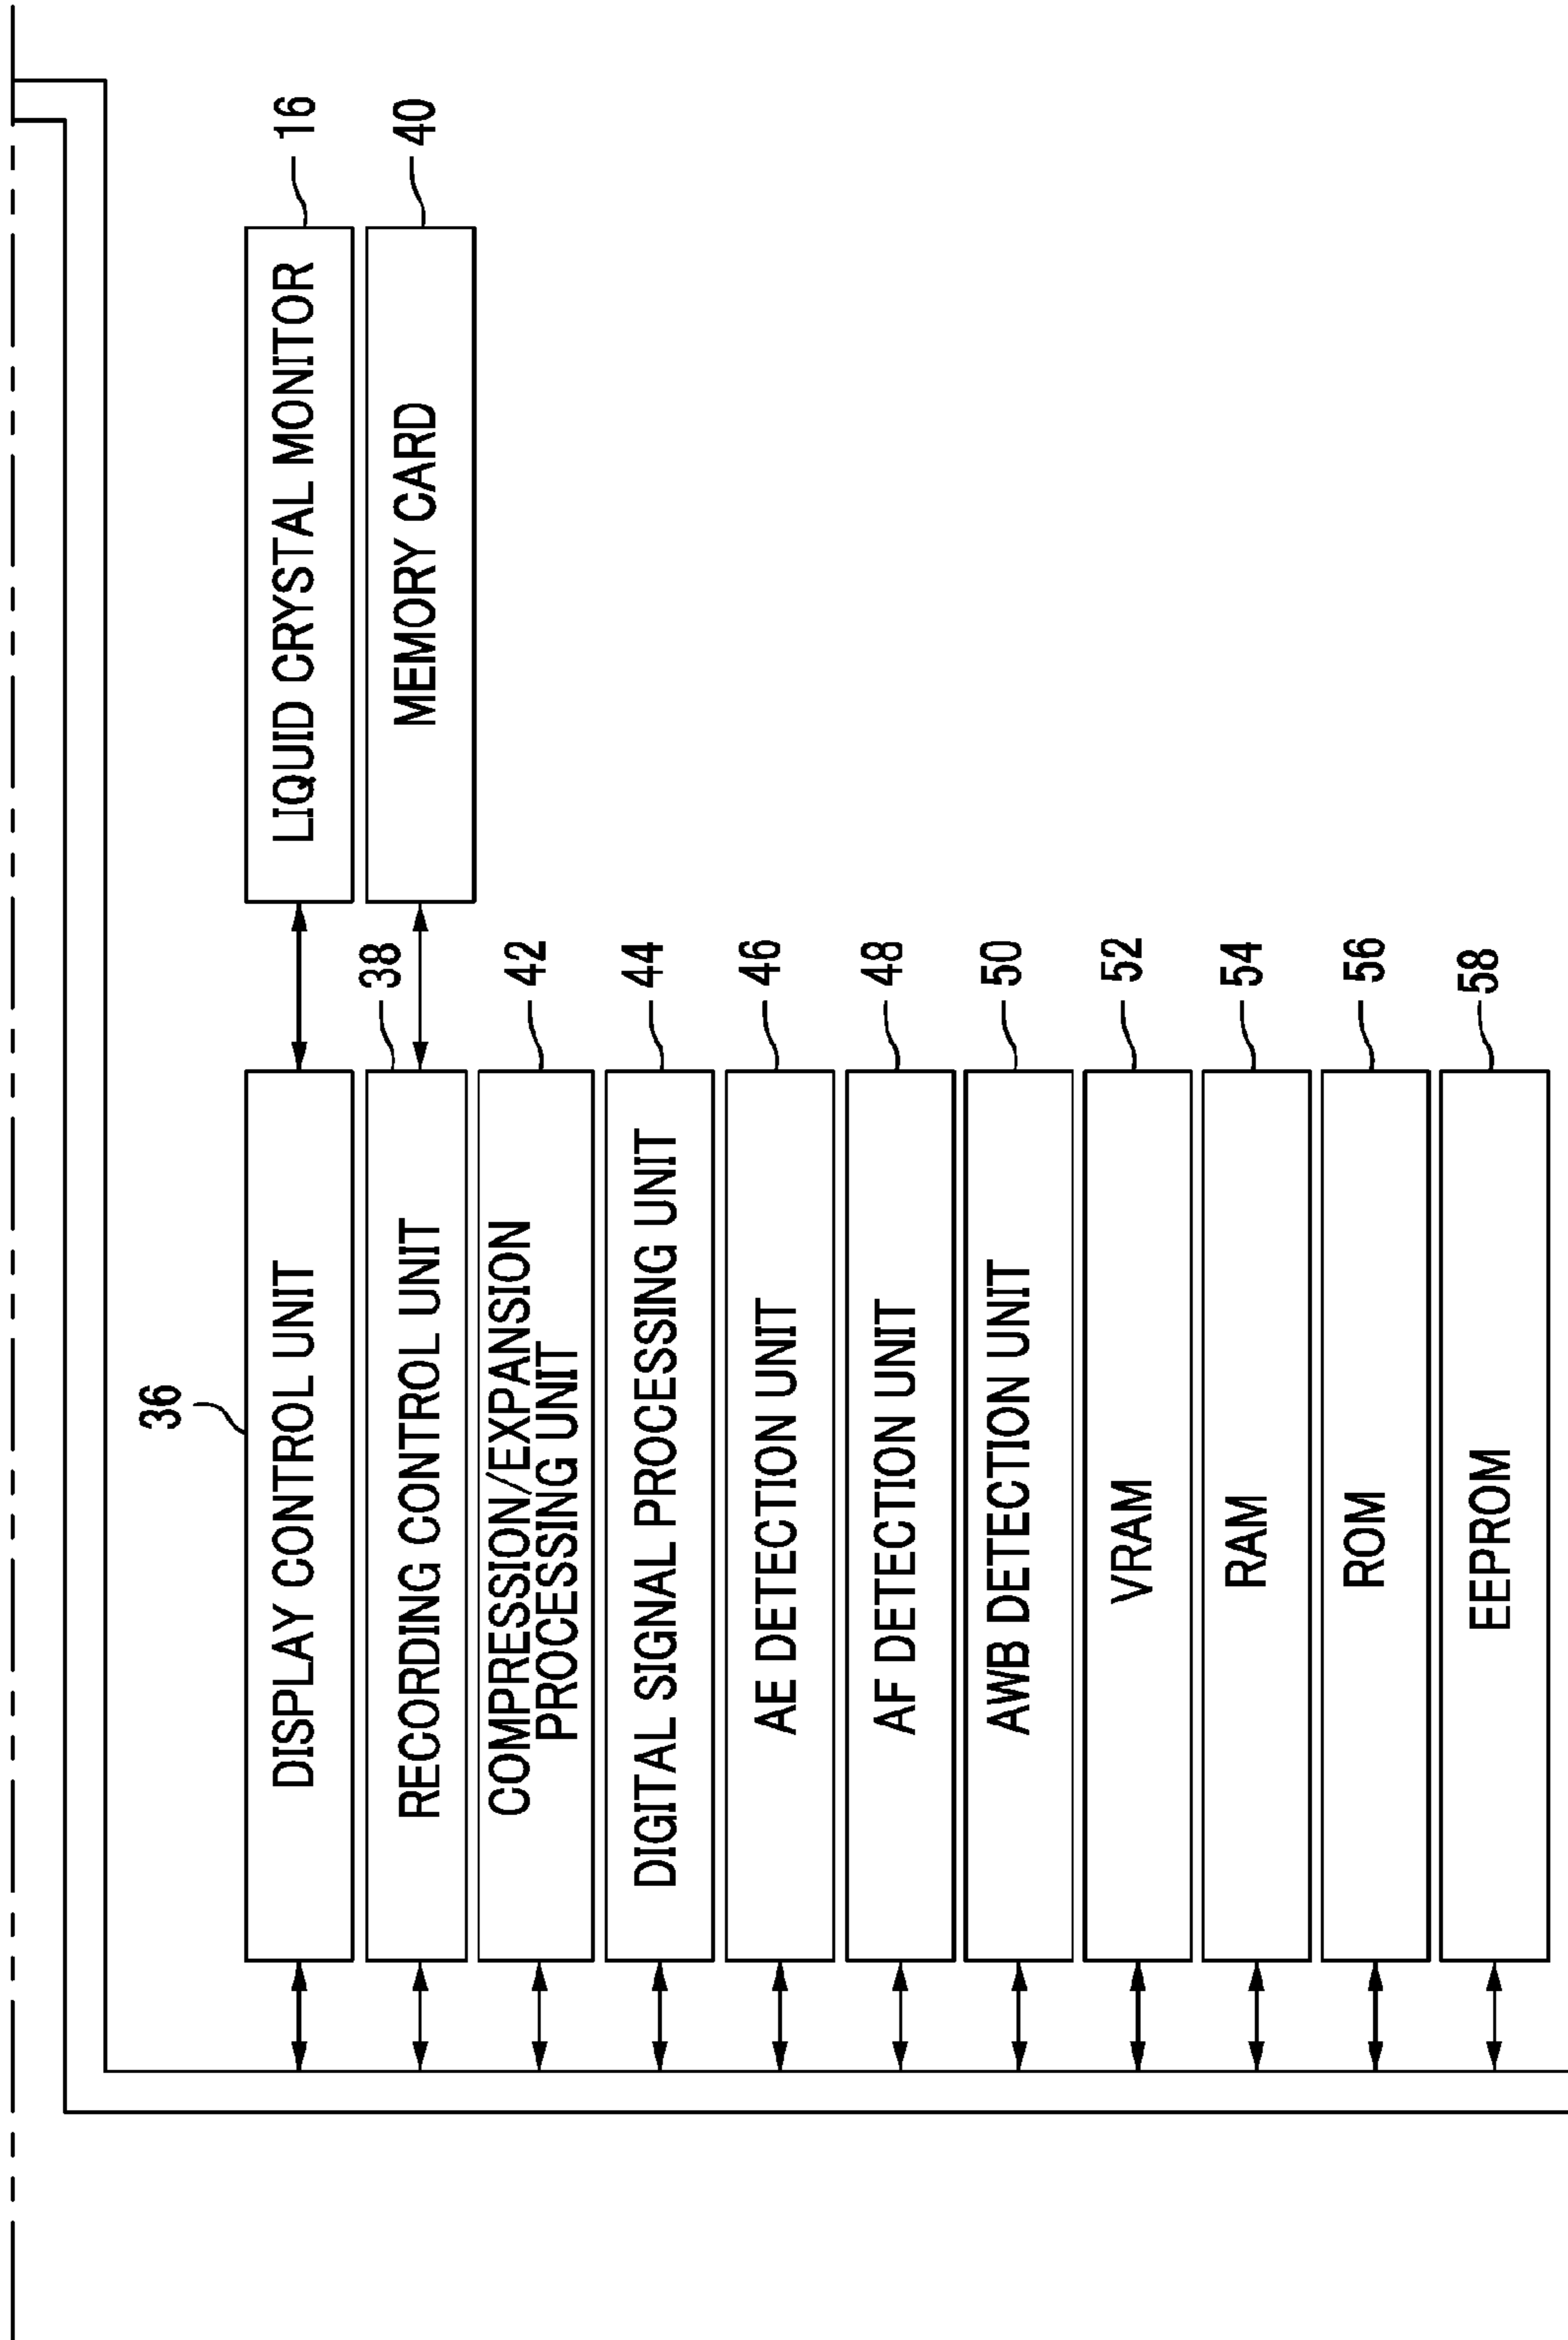 36
DISPLAY CONTROL UNIT
LIQUID CRYSTAL MONITOR
16
RECORDING CONTROL UNIT
38
MEMORY CARD
40
COMPRESSION/EXPANSION
PROCESSING UNIT
42
DIGITAL SIGNAL PROCESSING UNIT
44
AE DETECTION UNIT
46
AF DETECTION UNIT
48
AWB DETECTION UNIT
50
VRAM
52
RAM
54
ROM
56
EEPROM
58